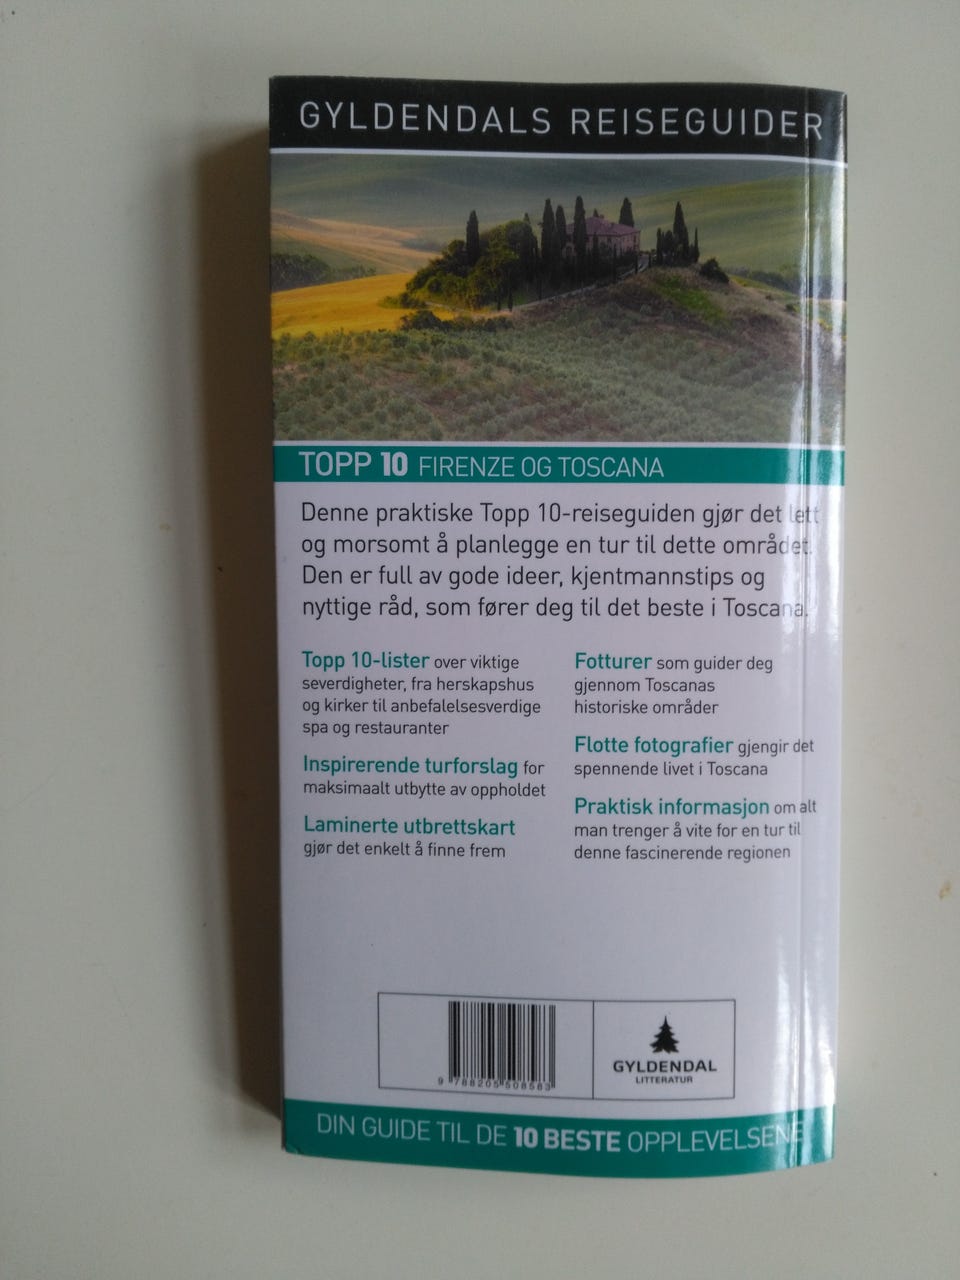 GYLDENDALS REISEGUIDER
TOPP 10 FIRENZE OG TOSCANA
Denne praktiske Topp 10-reiseguiden gjør det lett
og morsomt å planlegge en tur til dette området.
Den er full av gode ideer, kjentmannstips og
nyttige råd, som fører deg til det beste i Toscana.
Topp 10-lister over viktige
severdigheter, fra herskapshus
og kirker til anbefalelsesverdige
spa og restauranter
Inspirerende turforslag for
maksimaalt utbytte av oppholdet
Laminerte utbrettskart
gjør det enkelt å finne frem
Fotturer som guider deg
gjennom Toscanas
historiske områder
Flotte fotografier gjengir det
spennende livet i Toscana
Praktisk informasjon om alt
man trenger å vite for en tur til
denne fascinerende regionen
9 788205 508583
GYLDENDAL
LITTERATUR
DIN GUIDE TIL DE 10 BESTE OPPLEVELSENE